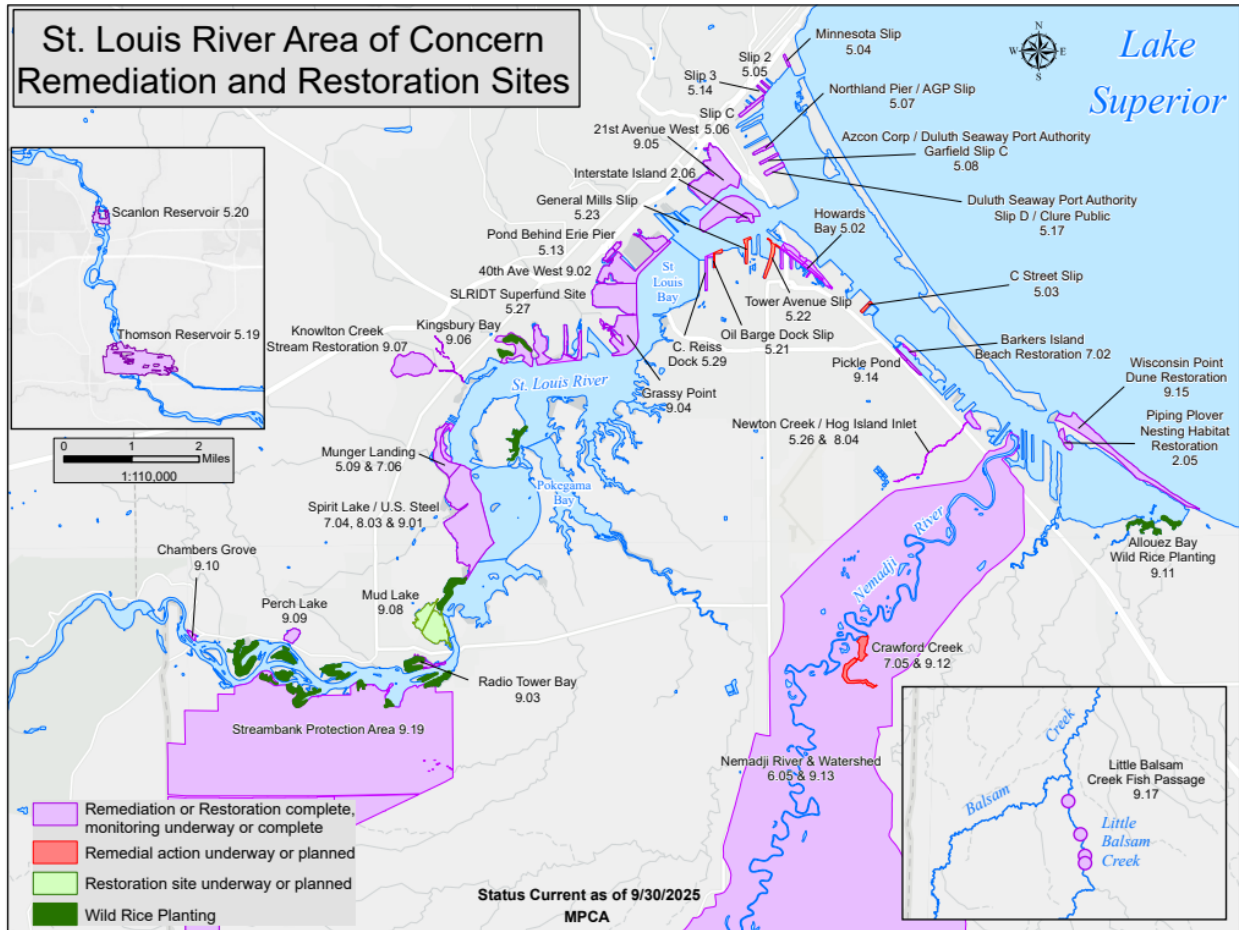 St. Louis River Area of Concern
Remediation and Restoration Sites
N
W
E
S
Lake
Superior
Minnesota Slip
5.04
Slip 2
5.05
Slip 3
5.14
Northland Pier / AGP Slip
5.07
Slip C
5.06
21st Avenue West
9.05
Azcon Corp / Duluth Seaway Port Authority
Garfield Slip C
5.08
Interstate Island 2.06
Duluth Seaway Port Authority
Slip D / Clure Public
5.17
General Mills Slip
5.23
Howards
Bay 5.02
Pond Behind Erie Pier
5.13
40th Ave West 9.02
St
Louis
Bay
C Street Slip
5.03
SLRIDT Superfund Site
5.27
Tower Avenue Slip
5.22
Oil Barge Dock Slip
5.21
C. Reiss
Dock 5.29
Kingsbury Bay
9.06
Knowlton Creek
Stream Restoration 9.07
Barkers Island
Beach Restoration 7.02
Pickle Pond
9.14
Wisconsin Point
Dune Restoration
9.15
St. Louis River
Grassy Point
9.04
Piping Plover
Nesting Habitat
Restoration
2.05
Newton Creek / Hog Island Inlet
5.26 & 8.04
Scanlon Reservoir 5.20
Thomson Reservoir 5.19
0
1
2
Miles
1:110,000
Munger Landing
5.09 & 7.06
Pokegama
Bay
Spirit Lake / U.S. Steel
7.04, 8.03 & 9.01
Nemadji
River
Allouez Bay
Wild Rice Planting
9.11
Chambers Grove
9.10
Perch Lake
9.09
Mud Lake
9.08
Radio Tower Bay
9.03
Crawford Creek
7.05 & 9.12
Streambank Protection Area 9.19
Nemadji River & Watershed
6.05 & 9.13
Creek
Balsam
Little Balsam
Creek Fish Passage
9.17
Little
Balsam
Creek
Remediation or Restoration complete,
monitoring underway or complete
Remedial action underway or planned
Restoration site underway or planned
Wild Rice Planting
Status Current as of 9/30/2025
MPCA